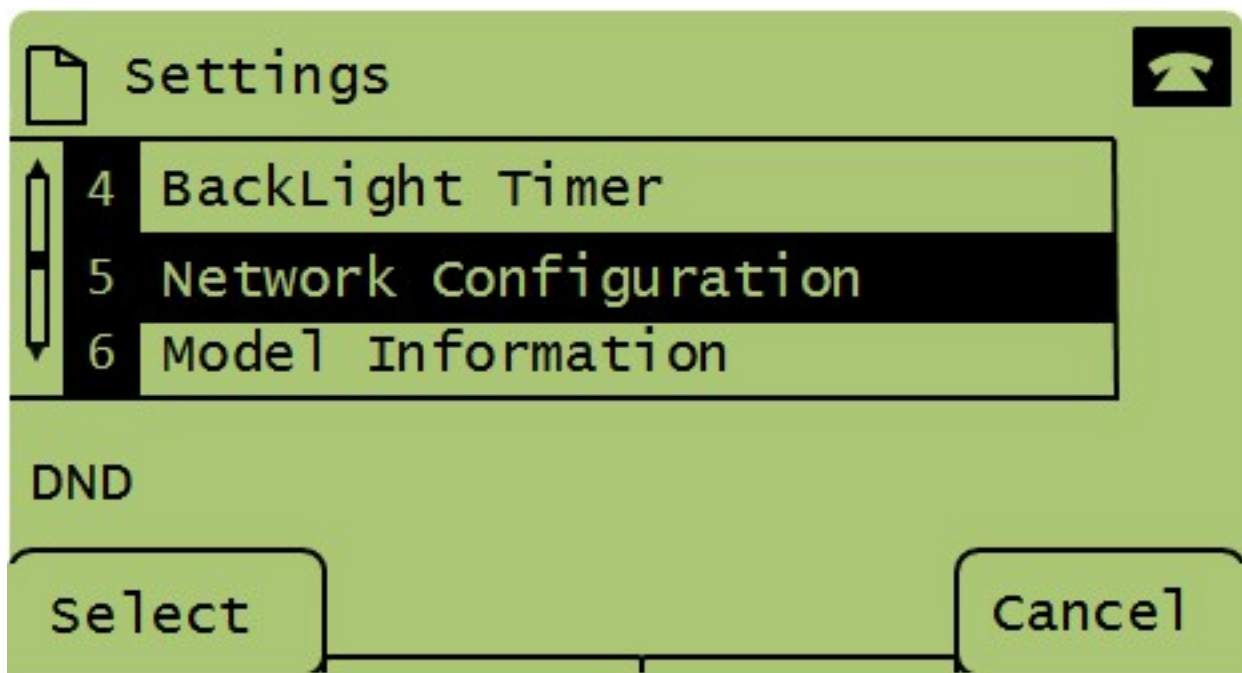 Settings
4 BackLight Timer
5 Network Configuration
6 Model Information
DND
Select Cancel